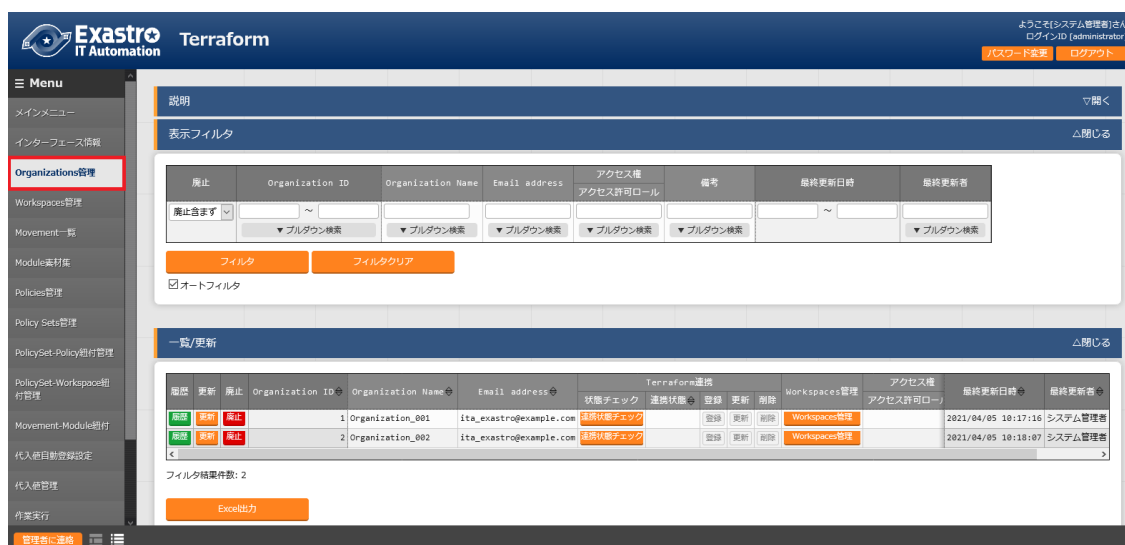 Exastro
IT Automation
Terraform
ようこそ[システム管理者]さん
ログインID [administrator
パスワード変更 ログアウト
Menu
メインメニュー
インターフェース情報
Organizations管理
Workspaces管理
Movement一覧
Module素材集
Policies管理
Policy Sets管理
PolicySet-Policy紐付管理
PolicySet-Workspace紐
付管理
Movement-Module紐付
代入値自動登録設定
代入値管理
作業実行
管理者に連絡
説明 ▽開く
表示フィルタ △閉じる
廃止 Organization ID Organization Name Email address アクセス権 備考 最終更新日時 最終更新者
アクセス許可ロール
廃止含まず ～ ～
▼プルダウン検索 ▼プルダウン検索 ▼プルダウン検索 ▼プルダウン検索 ▼プルダウン検索 ▼プルダウン検索
フィルタ フィルタクリア
オートフィルタ
一覧/更新 △閉じる
履歴 更新 廃止 Organization ID Organization Name Email address Terraform連携 Workspaces管理 アクセス権 最終更新日時 最終更新者
状態チェック 連携状態 登録 更新 削除 アクセス許可ロー
履歴 更新 廃止 1 Organization_001 ita_exastro@example.com 連携状態チェック 登録 更新 削除 Workspaces管理 2021/04/05 10:17:16 システム管理者
履歴 更新 廃止 2 Organization_002 ita_exastro@example.com 連携状態チェック 登録 更新 削除 Workspaces管理 2021/04/05 10:18:07 システム管理者
フィルタ結果件数: 2
Excel出力